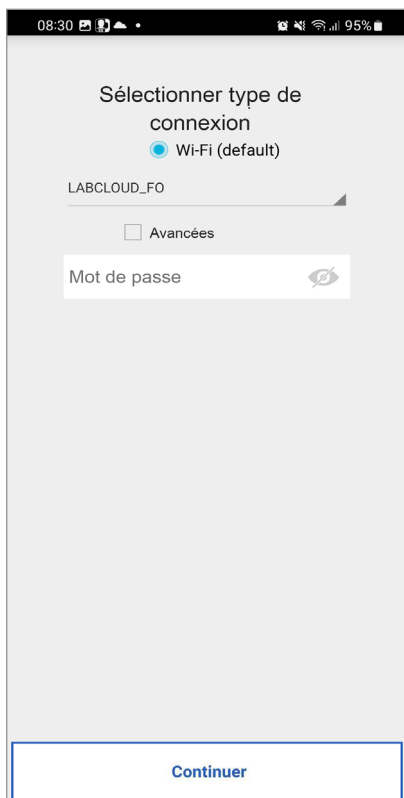 08:30 95%
Sélectionner type de
connexion
Wi-Fi (default)
LABCLOUD_FO
Avancées
Mot de passe
Continuer